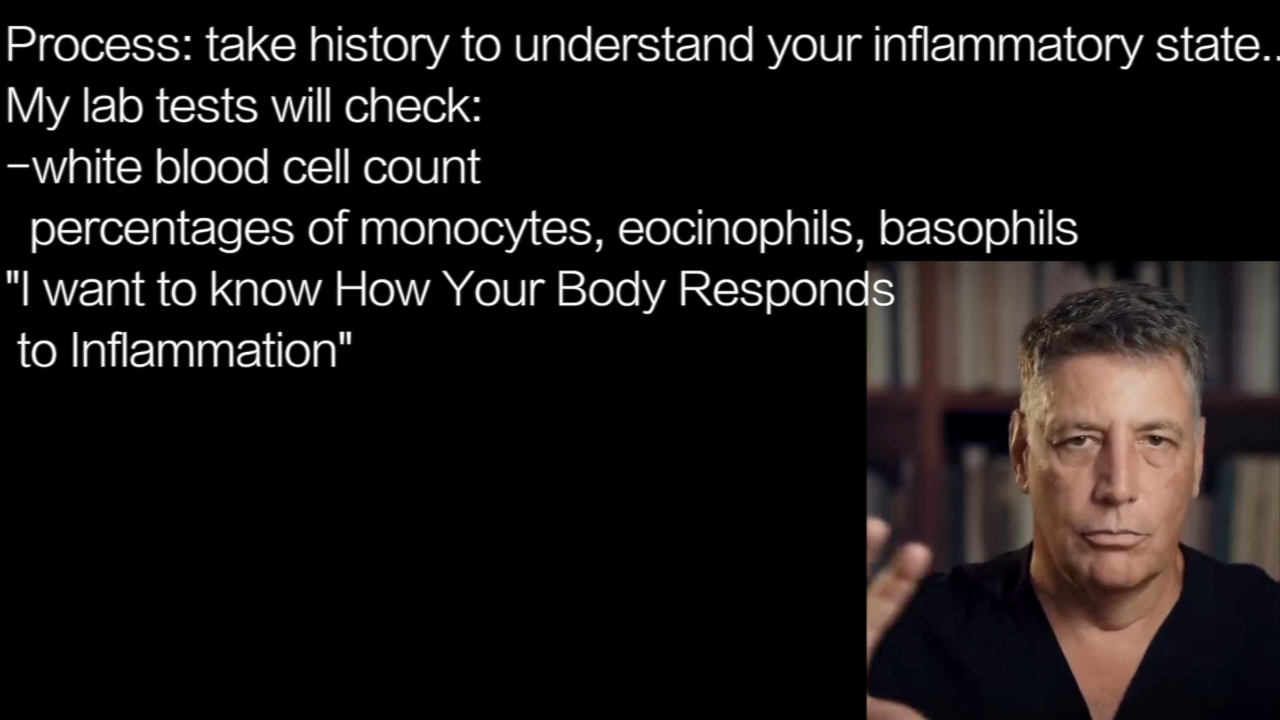 Process: take history to understand your inflammatory state..
My lab tests will check:
-white blood cell count
percentages of monocytes, eocinophils, basophils
"I want to know How Your Body Responds
to Inflammation"